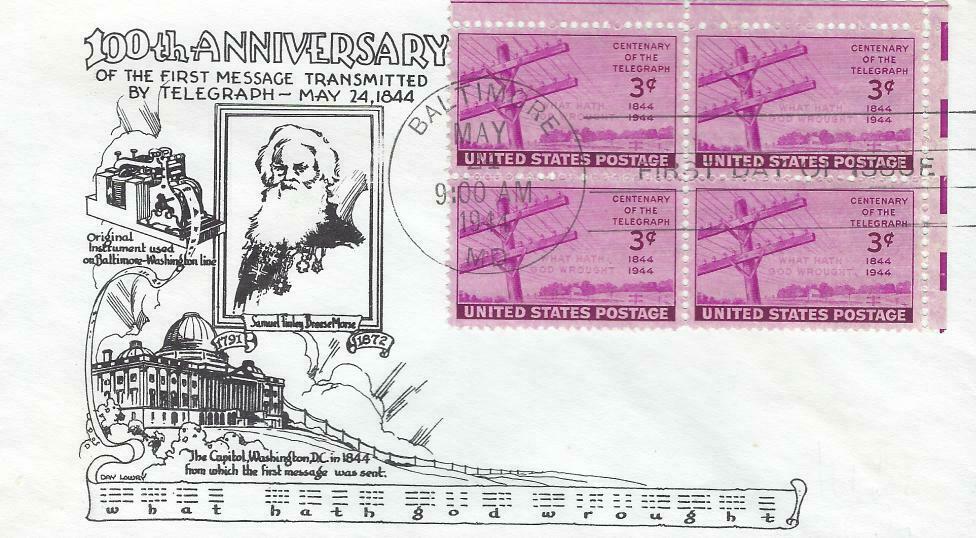 100th ANNIVERSARY
OF THE FIRST MESSAGE TRANSMITTED
BY TELEGRAPH ~ MAY 24, 1844
Original
Instrument used
on Baltimore-Washington line
Samuel Finley Breese Morse
1791 1872
The Capitol, Washington, D.C. in 1844
from which the first message was sent.
DAY LOWRY
what hath god wrought
BALTIMORE
MAY
9:00 AM
1944
MD.
FIRST DAY OF ISSUE
CENTENARY
OF THE
TELEGRAPH
3¢
WHAT HATH
GOD WROUGHT
1844
1944
UNITED STATES POSTAGE
CENTENARY
OF THE
TELEGRAPH
3¢
WHAT HATH
GOD WROUGHT
1844
1944
UNITED STATES POSTAGE
CENTENARY
OF THE
TELEGRAPH
3¢
WHAT HATH
GOD WROUGHT
1844
1944
UNITED STATES POSTAGE
CENTENARY
OF THE
TELEGRAPH
3¢
WHAT HATH
GOD WROUGHT
1844
1944
UNITED STATES POSTAGE